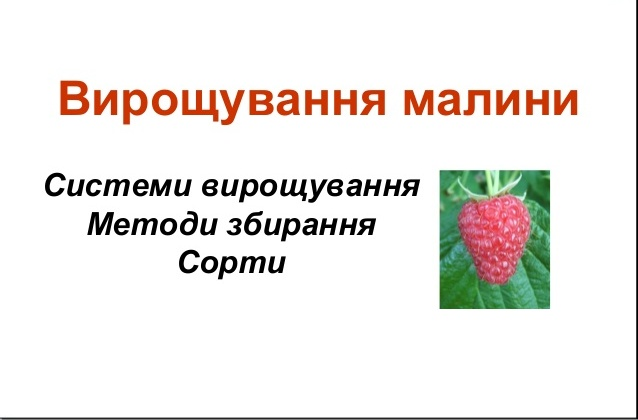 Вирощування малини
Системи вирощування
Методи збирання
Сорти